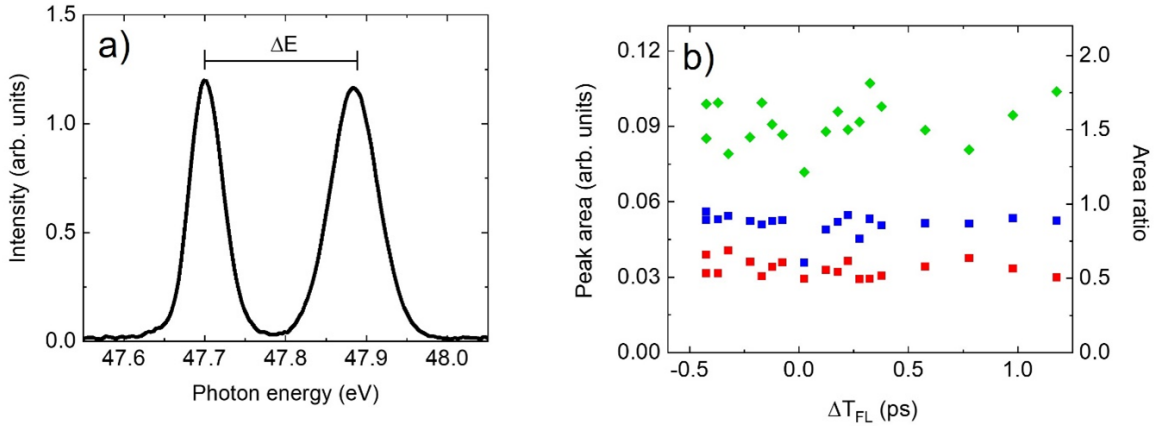 a)
ΔE
1.5
1.0
0.5
0.0
Intensity (arb. units)
47.6 47.7 47.8 47.9 48.0
Photon energy (eV)
b)
0.12
0.09
0.06
0.03
0.00
Peak area (arb. units)
2.0
1.5
1.0
0.5
0.0
Area ratio
-0.5 0.0 0.5 1.0
ΔT_FL (ps)